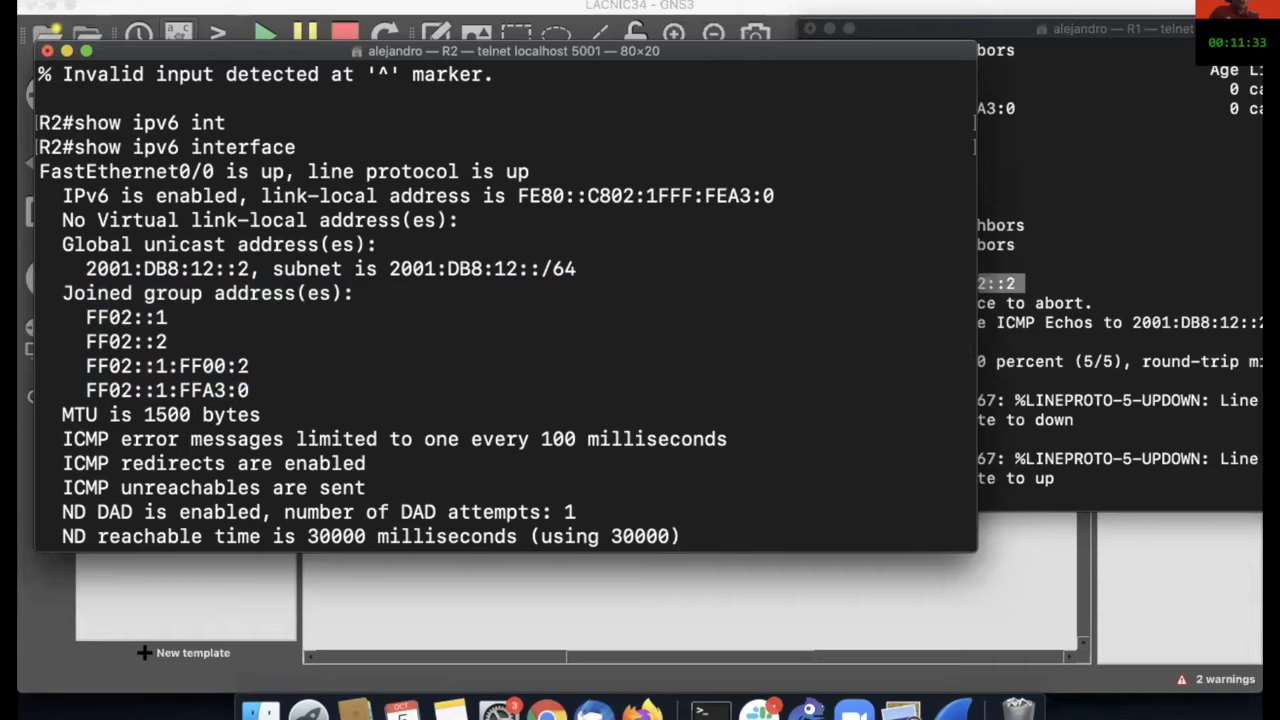 LACNIC34 - GNS3
00:11:33
alejandro — R2 — telnet localhost 5001 — 80×20
% Invalid input detected at '^' marker.
R2#show ipv6 int
R2#show ipv6 interface
FastEthernet0/0 is up, line protocol is up
IPv6 is enabled, link-local address is FE80::C802:1FFF:FEA3:0
No Virtual link-local address(es):
Global unicast address(es):
2001:DB8:12::2, subnet is 2001:DB8:12::/64
Joined group address(es):
FF02::1
FF02::2
FF02::1:FF00:2
FF02::1:FFA3:0
MTU is 1500 bytes
ICMP error messages limited to one every 100 milliseconds
ICMP redirects are enabled
ICMP unreachables are sent
ND DAD is enabled, number of DAD attempts: 1
ND reachable time is 30000 milliseconds (using 30000)
alejandro — R1 — telnet
bors
Age Li
0 ca
A3:0 0 ca
hbors
bors
2::2
ce to abort.
e ICMP Echos to 2001:DB8:12::2
0 percent (5/5), round-trip mi
67: %LINEPROTO-5-UPDOWN: Line
te to down
67: %LINEPROTO-5-UPDOWN: Line
te to up
New template
2 warnings
OCT
5
3